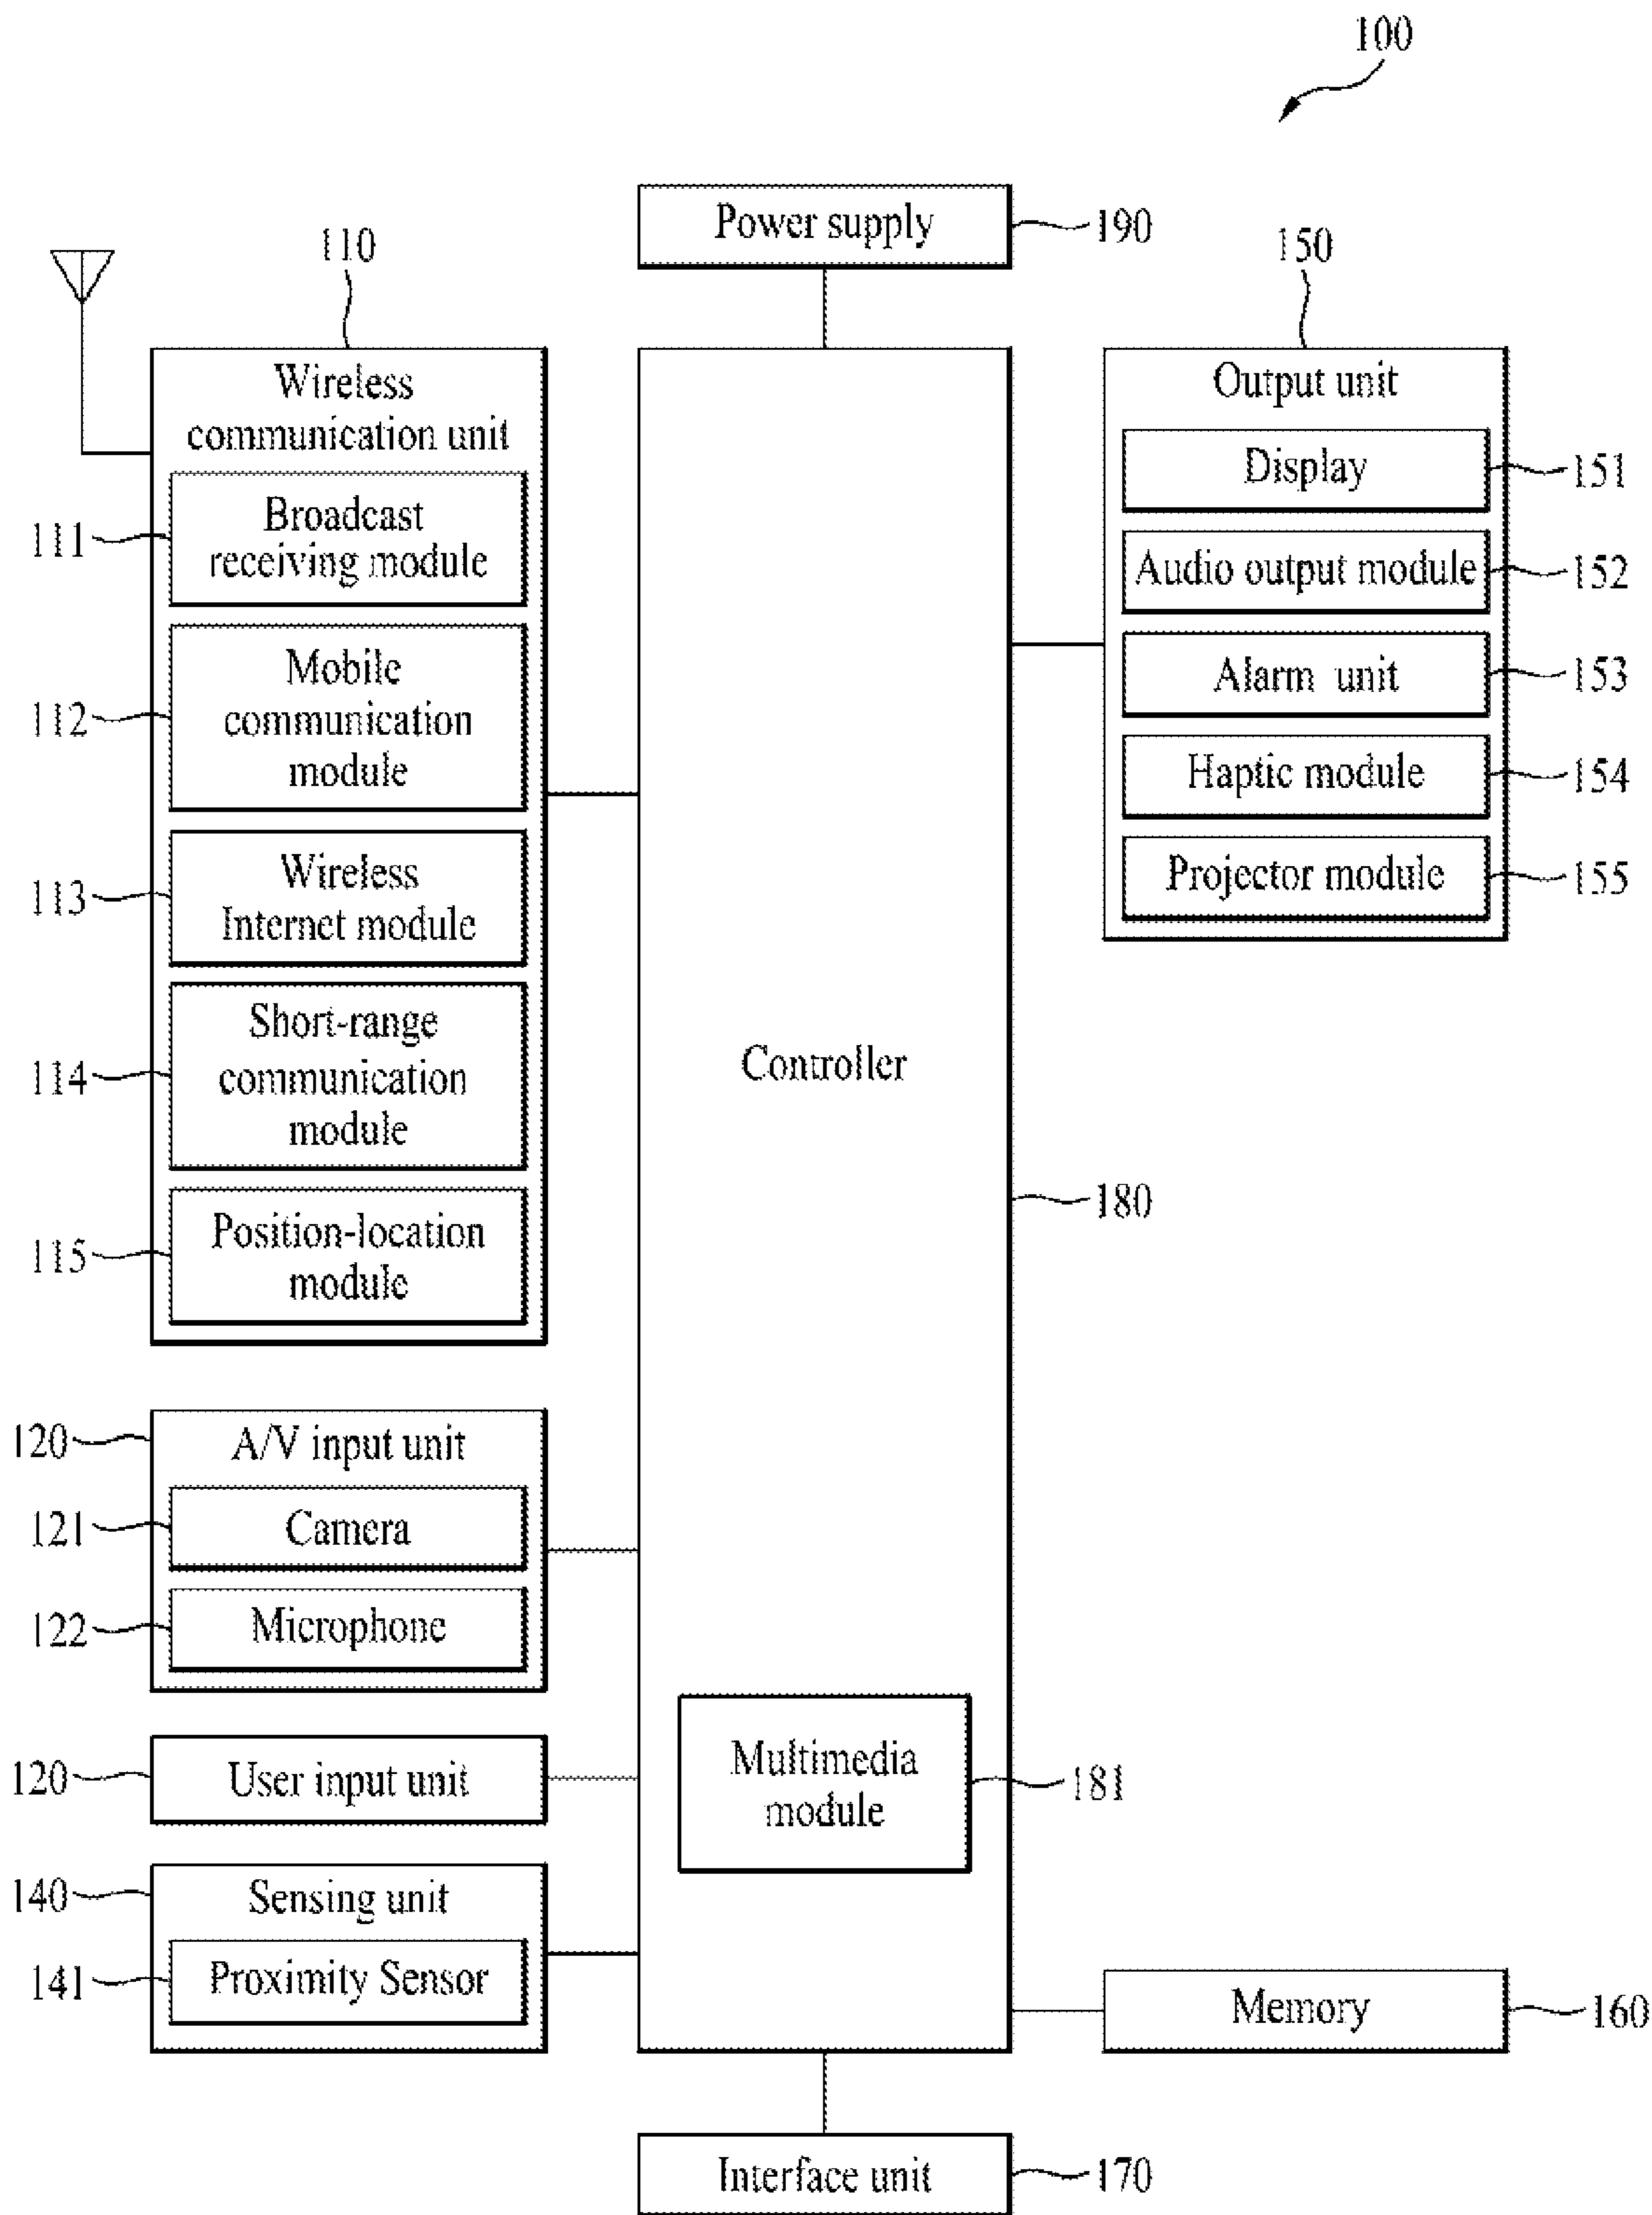 100
Power supply
190
110
150
Wireless
communication unit
Broadcast
receiving module
111
Mobile
communication
module
112
Wireless
Internet module
113
Short-range
communication
module
114
Position-location
module
115
Output unit
Display
151
Audio output module
152
Alarm unit
153
Haptic module
154
Projector module
155
Controller
180
120
A/V input unit
121
Camera
122
Microphone
120
User input unit
Multimedia
module
181
140
Sensing unit
141
Proximity Sensor
Memory
160
Interface unit
170